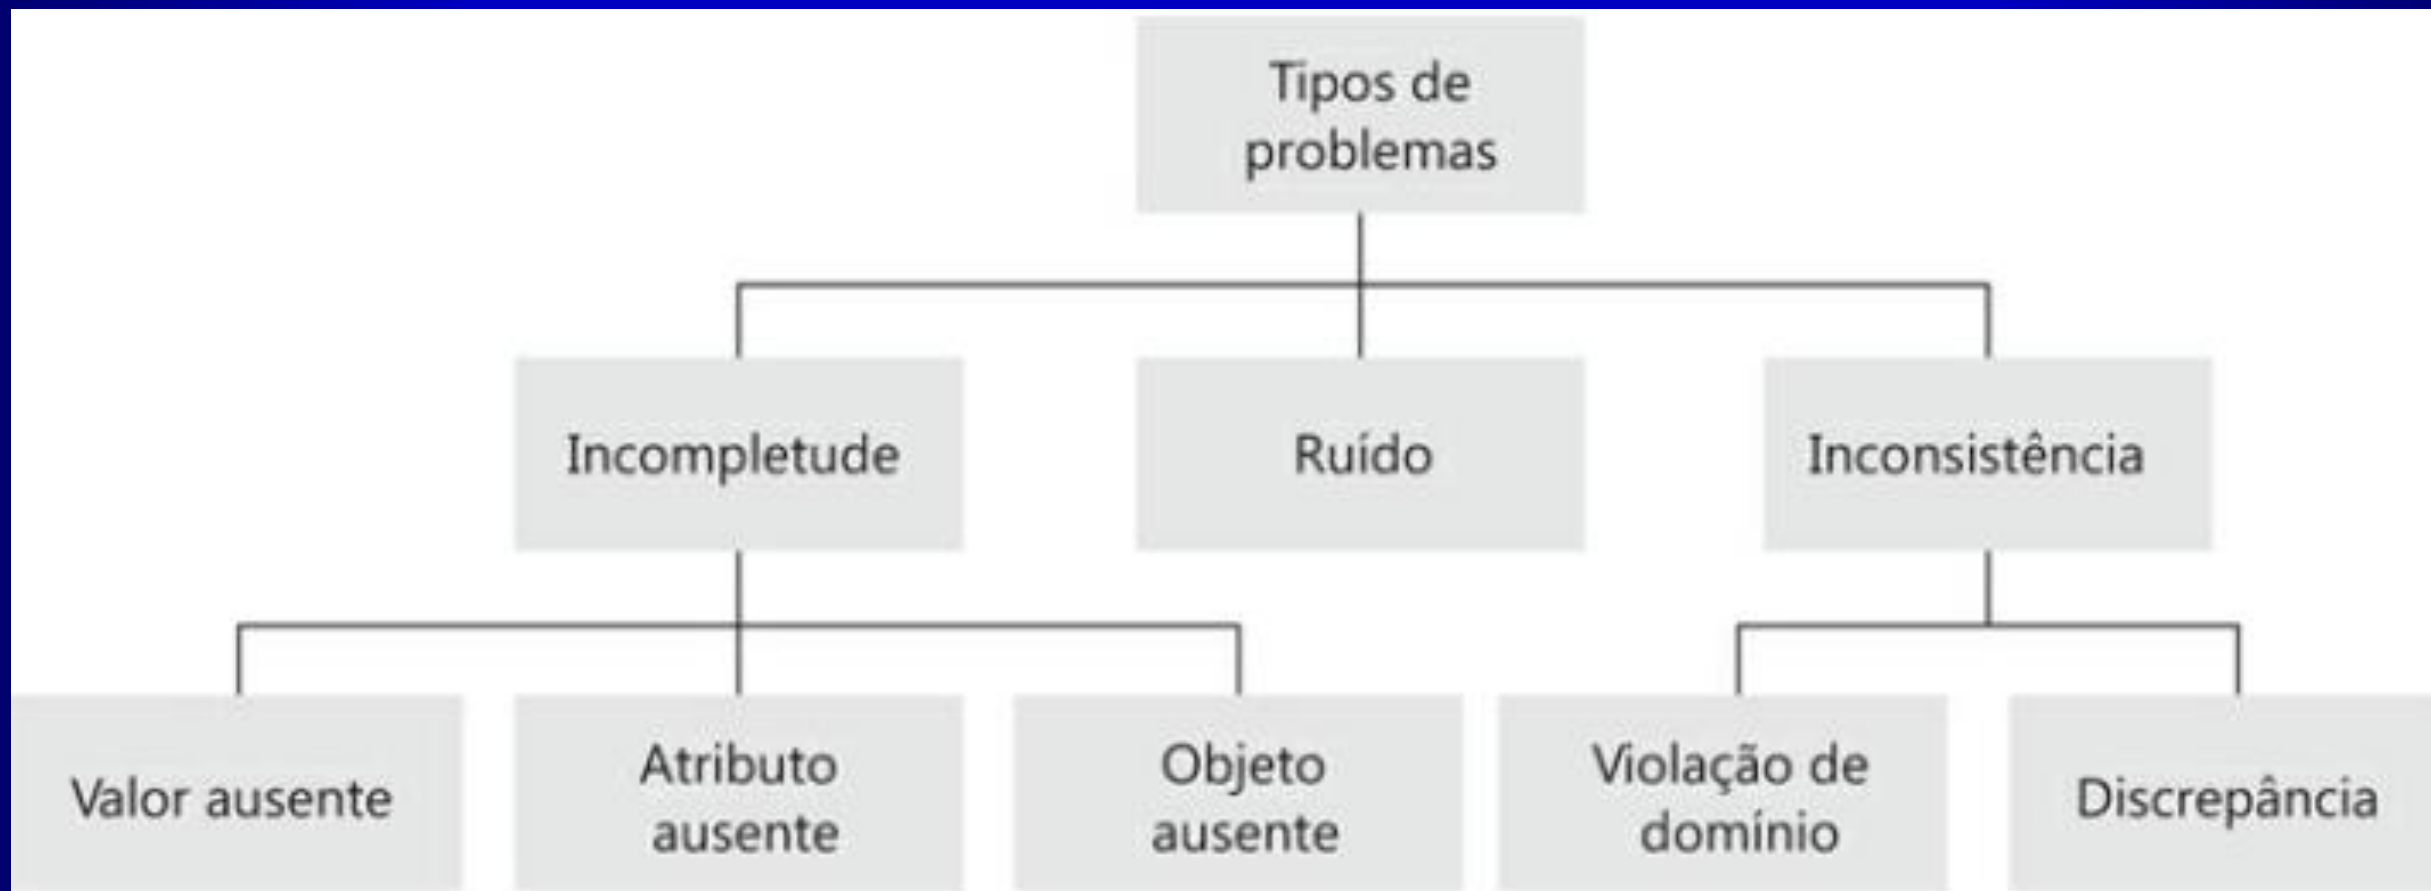 Tipos de
problemas
Incompletude
Ruído
Inconsistência
Valor ausente
Atributo
ausente
Objeto
ausente
Violação de
domínio
Discrepância